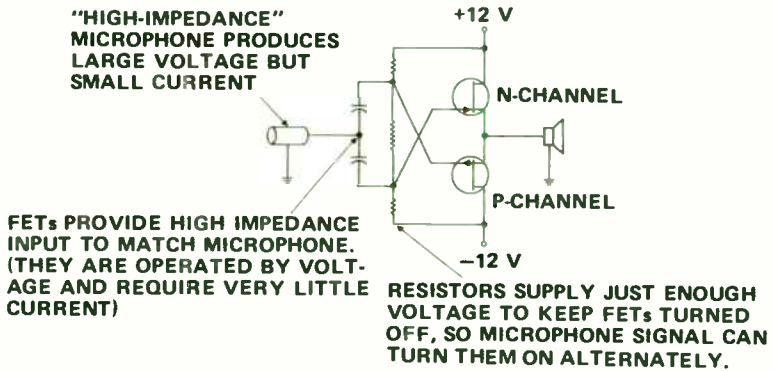 "HIGH-IMPEDANCE"
MICROPHONE PRODUCES
LARGE VOLTAGE BUT
SMALL CURRENT
+12 V
N-CHANNEL
P-CHANNEL
−12 V
FETs PROVIDE HIGH IMPEDANCE
INPUT TO MATCH MICROPHONE.
(THEY ARE OPERATED BY VOLT-
AGE AND REQUIRE VERY LITTLE
CURRENT)
RESISTORS SUPPLY JUST ENOUGH
VOLTAGE TO KEEP FETs TURNED
OFF, SO MICROPHONE SIGNAL CAN
TURN THEM ON ALTERNATELY.